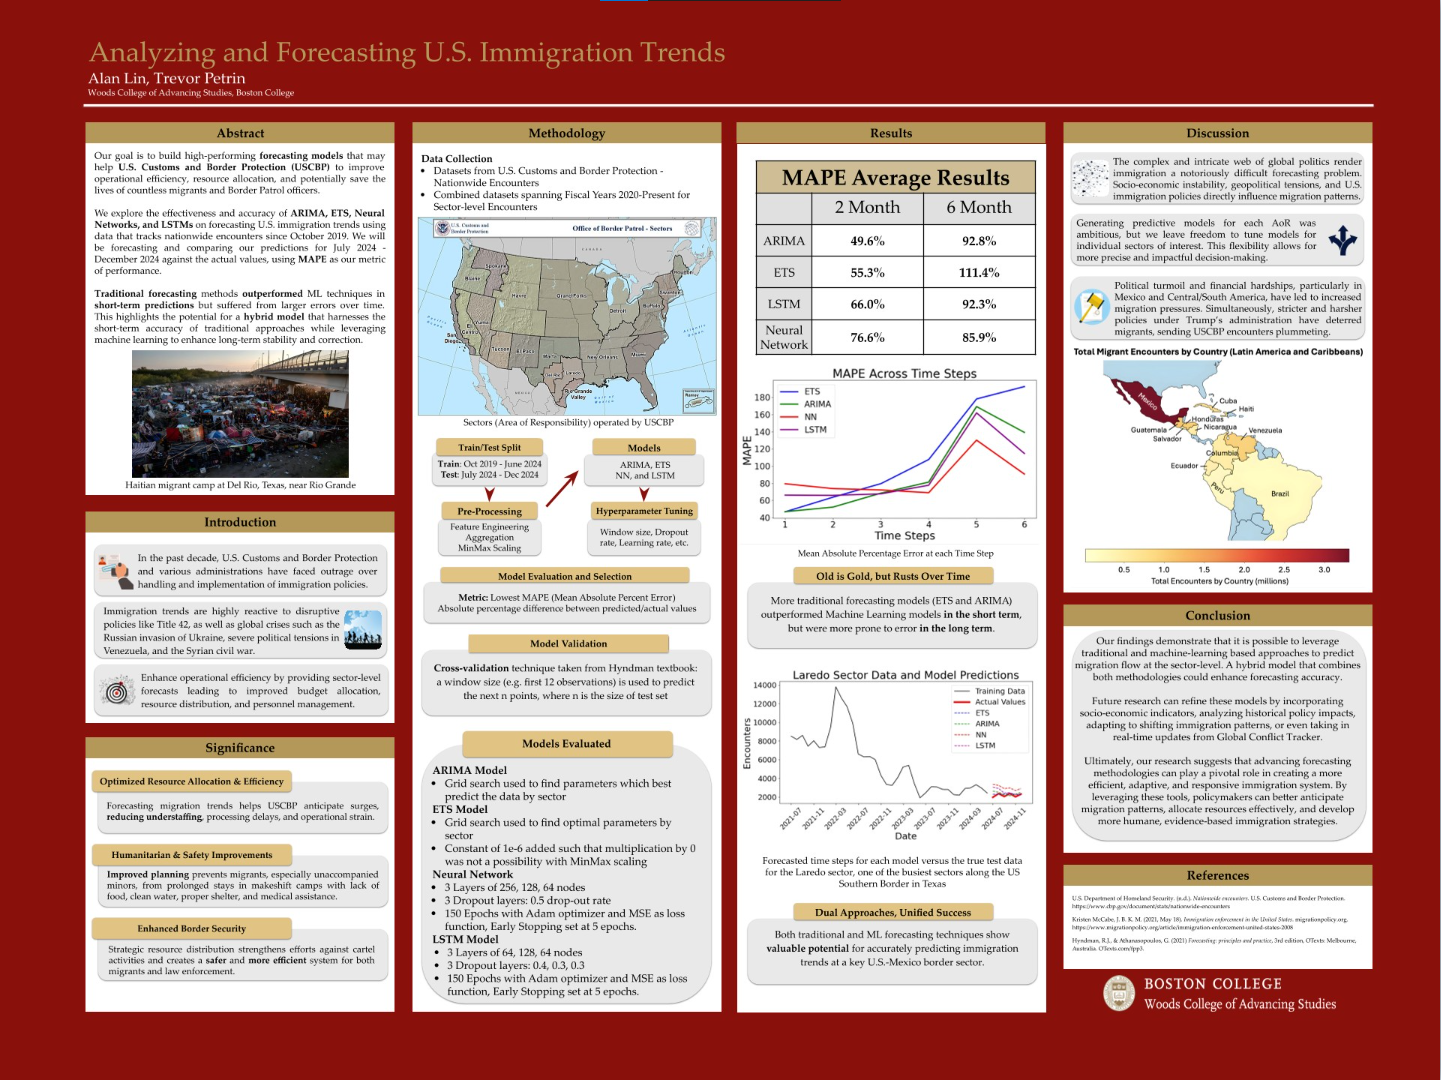 Analyzing and Forecasting U.S. Immigration Trends
Alan Lin, Trevor Petrin
Woods College of Advancing Studies, Boston College
Abstract
Our goal is to build high-performing forecasting models that may
help U.S. Customs and Border Protection (USCBP) to improve
operational efficiency, resource allocation, and potentially save the
lives of countless migrants and Border Patrol officers.
We explore the effectiveness and accuracy of ARIMA, ETS, Neural
Networks, and LSTMs on forecasting U.S. immigration trends using
data that tracks nationwide encounters since October 2019. We will
be forecasting and comparing our predictions for July 2024 -
December 2024 against the actual values, using MAPE as our metric
of performance.
Traditional forecasting methods outperformed ML techniques in
short-term predictions but suffered from larger errors over time.
This highlights the potential for a hybrid model that harnesses the
short-term accuracy of traditional approaches while leveraging
machine learning to enhance long-term stability and correction.
Haitian migrant camp at Del Rio, Texas, near Rio Grande
Introduction
In the past decade, U.S. Customs and Border Protection
and various administrations have faced outrage over
handling and implementation of immigration policies.
Immigration trends are highly reactive to disruptive
policies like Title 42, as well as global crises such as the
Russian invasion of Ukraine, severe political tensions in
Venezuela, and the Syrian civil war.
Enhance operational efficiency by providing sector-level
forecasts leading to improved budget allocation,
resource distribution, and personnel management.
Significance
Optimized Resource Allocation & Efficiency
Forecasting migration trends helps USCBP anticipate surges,
reducing understaffing, processing delays, and operational strain.
Humanitarian & Safety Improvements
Improved planning prevents migrants, especially unaccompanied
minors, from prolonged stays in makeshift camps with lack of
food, clean water, proper shelter, and medical assistance.
Enhanced Border Security
Strategic resource distribution strengthens efforts against cartel
activities and creates a safer and more efficient system for both
migrants and law enforcement.
Methodology
Data Collection
• Datasets from U.S. Customs and Border Protection -
Nationwide Encounters
• Combined datasets spanning Fiscal Years 2020-Present for
Sector-level Encounters
U.S. Customs and
Border Protection
Office of Border Patrol - Sectors
Spokane
Blaine
Havre
Grand Forks
Houlton
Swanton
Buffalo
Detroit
San
Diego
Yuma
Tucson
El Paso
Marfa
Del Rio
Laredo
Rio Grande
Valley
New Orleans
Miami
Sectors (Area of Responsibility) operated by USCBP
Train/Test Split
Train: Oct 2019 - June 2024
Test: July 2024 - Dec 2024
Models
ARIMA, ETS
NN, and LSTM
Pre-Processing
Feature Engineering
Aggregation
MinMax Scaling
Hyperparameter Tuning
Window size, Dropout
rate, Learning rate, etc.
Model Evaluation and Selection
Metric: Lowest MAPE (Mean Absolute Percent Error)
Absolute percentage difference between predicted/actual values
Model Validation
Cross-validation technique taken from Hyndman textbook:
a window size (e.g. first 12 observations) is used to predict
the next n points, where n is the size of test set
Models Evaluated
ARIMA Model
• Grid search used to find parameters which best
predict the data by sector
ETS Model
• Grid search used to find optimal parameters by
sector
• Constant of 1e-6 added such that multiplication by 0
was not a possibility with MinMax scaling
Neural Network
• 3 Layers of 256, 128, 64 nodes
• 3 Dropout layers: 0.5 drop-out rate
• 150 Epochs with Adam optimizer and MSE as loss
function, Early Stopping set at 5 epochs.
LSTM Model
• 3 Layers of 64, 128, 64 nodes
• 3 Dropout layers: 0.4, 0.3, 0.3
• 150 Epochs with Adam optimizer and MSE as loss
function, Early Stopping set at 5 epochs.
Results
MAPE Average Results
2 Month 6 Month
ARIMA 49.6% 92.8%
ETS 55.3% 111.4%
LSTM 66.0% 92.3%
Neural
Network 76.6% 85.9%
MAPE Across Time Steps
ETS
ARIMA
NN
LSTM
MAPE
180
160
140
120
100
80
60
40
1 2 3 4 5 6
Time Steps
Mean Absolute Percentage Error at each Time Step
Old is Gold, but Rusts Over Time
More traditional forecasting models (ETS and ARIMA)
outperformed Machine Learning models in the short term,
but were more prone to error in the long term.
Laredo Sector Data and Model Predictions
Training Data
Actual Values
ETS
ARIMA
NN
LSTM
Encounters
14000
12000
10000
8000
6000
4000
2000
2021-07 2021-11 2022-03 2022-07 2022-11 2023-03 2023-07 2023-11 2024-03 2024-07 2024-11
Date
Forecasted time steps for each model versus the true test data
for the Laredo sector, one of the busiest sectors along the US
Southern Border in Texas
Dual Approaches, Unified Success
Both traditional and ML forecasting techniques show
valuable potential for accurately predicting immigration
trends at a key U.S.-Mexico border sector.
Discussion
The complex and intricate web of global politics render
immigration a notoriously difficult forecasting problem.
Socio-economic instability, geopolitical tensions, and U.S.
immigration policies directly influence migration patterns.
Generating predictive models for each AoR was
ambitious, but we leave freedom to tune models for
individual sectors of interest. This flexibility allows for
more precise and impactful decision-making.
Political turmoil and financial hardships, particularly in
Mexico and Central/South America, have led to increased
migration pressures. Simultaneously, stricter and harsher
policies under Trump's administration have deterred
migrants, sending USCBP encounters plummeting.
Total Migrant Encounters by Country (Latin America and Caribbeans)
Mexico
Cuba
Haiti
Honduras
Guatemala
Nicaragua
Salvador
Venezuela
Columbia
Ecuador
Peru
Brazil
0.5 1.0 1.5 2.0 2.5 3.0
Total Encounters by Country (millions)
Conclusion
Our findings demonstrate that it is possible to leverage
traditional and machine-learning based approaches to predict
migration flow at the sector-level. A hybrid model that combines
both methodologies could enhance forecasting accuracy.
Future research can refine these models by incorporating
socio-economic indicators, analyzing historical policy impacts,
adapting to shifting immigration patterns, or even taking in
real-time updates from Global Conflict Tracker.
Ultimately, our research suggests that advancing forecasting
methodologies can play a pivotal role in creating a more
efficient, adaptive, and responsive immigration system. By
leveraging these tools, policymakers can better anticipate
migration patterns, allocate resources effectively, and develop
more humane, evidence-based immigration strategies.
References
U.S. Department of Homeland Security. (n.d.). Nationwide encounters. U.S. Customs and Border Protection.
https://www.cbp.gov/document/stats/nationwide-encounters
Kristen McCabe, J. B. K. M. (2021, May 18). Immigration enforcement in the United States. migrationpolicy.org.
https://www.migrationpolicy.org/article/immigration-enforcement-united-states-2008
Hyndman, R.J., & Athanasopoulos, G. (2021) Forecasting: principles and practice, 3rd edition, OTexts: Melbourne,
Australia. OTexts.com/fpp3.
BOSTON COLLEGE
Woods College of Advancing Studies